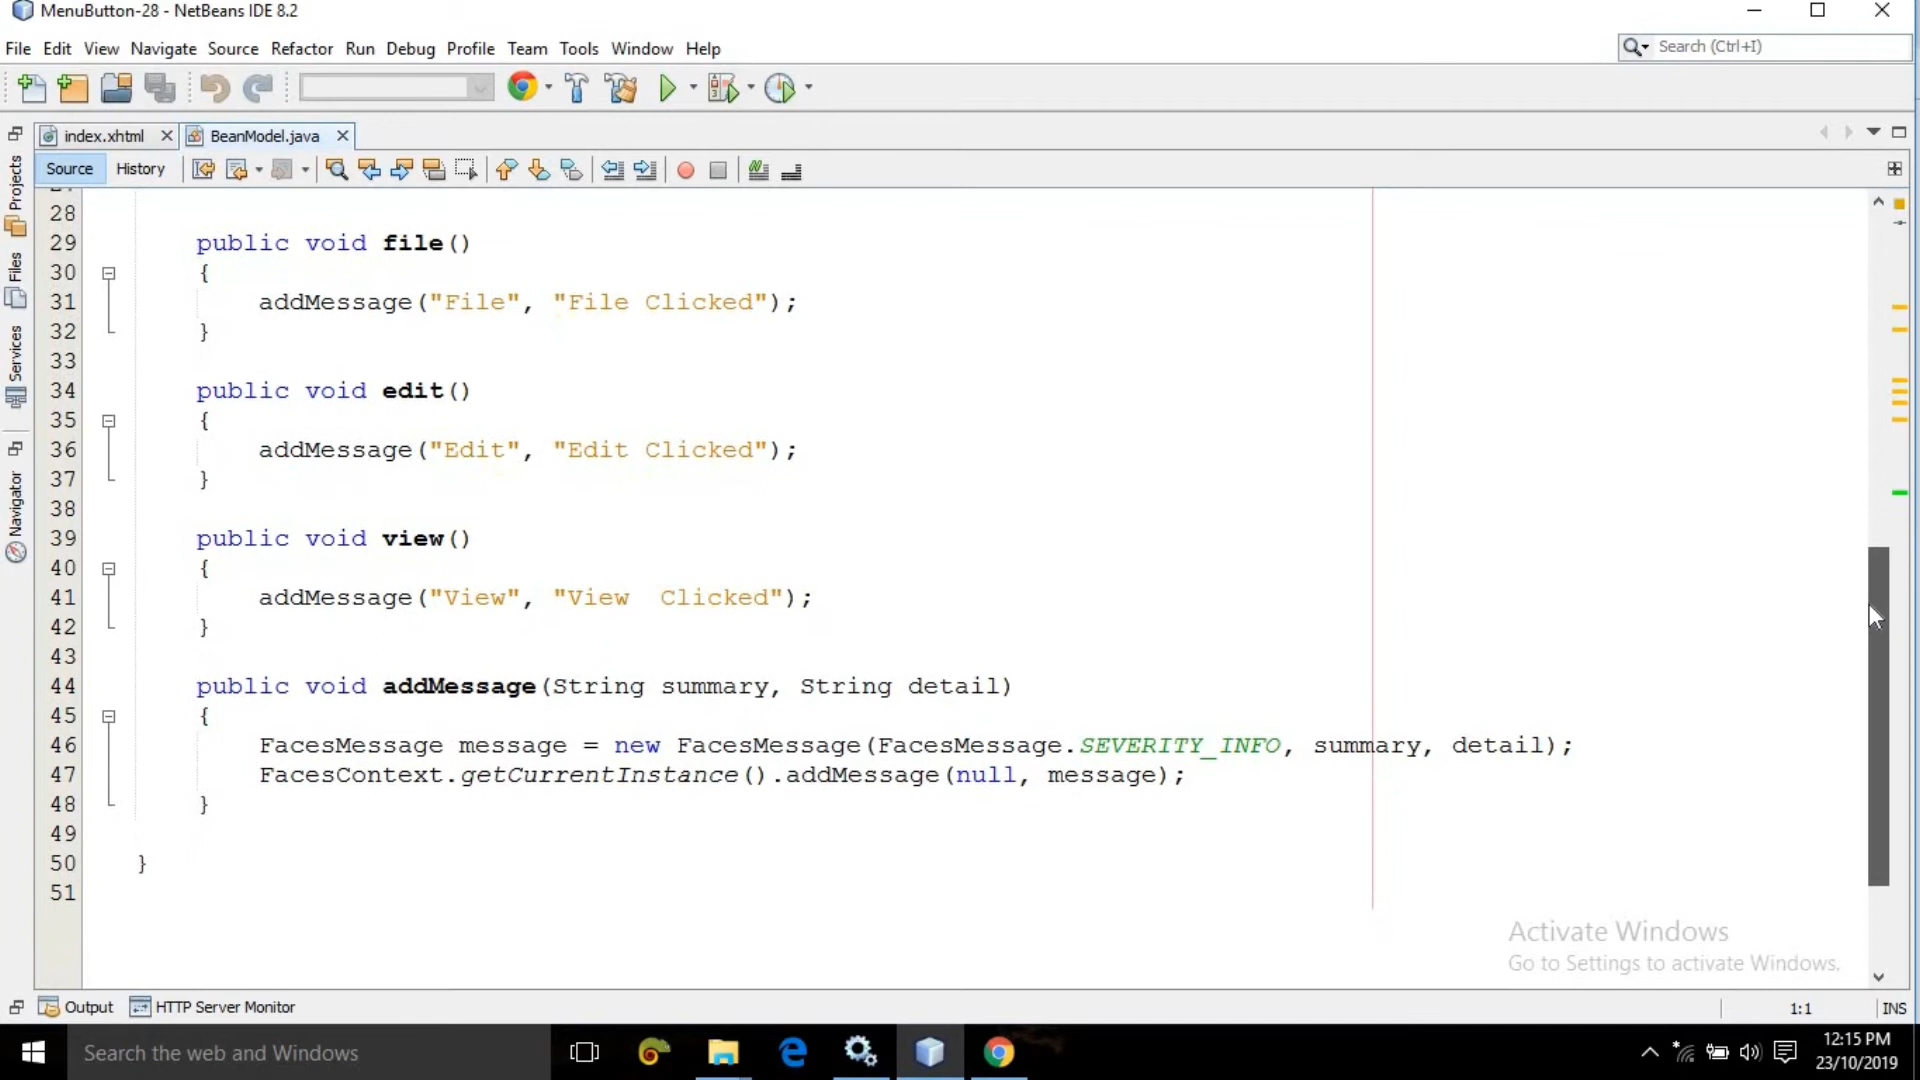 MenuButton-28 - NetBeans IDE 8.2
File Edit View Navigate Source Refactor Run Debug Profile Team Tools Window Help
Search (Ctrl+I)
index.xhtml BeanModel.java
Source History
Projects
Files
Services
Navigator
28
29 public void file()
30 {
31 addMessage("File", "File Clicked");
32 }
33
34 public void edit()
35 {
36 addMessage("Edit", "Edit Clicked");
37 }
38
39 public void view()
40 {
41 addMessage("View", "View  Clicked");
42 }
43
44 public void addMessage(String summary, String detail)
45 {
46 FacesMessage message = new FacesMessage(FacesMessage.SEVERITY_INFO, summary, detail);
47 FacesContext.getCurrentInstance().addMessage(null, message);
48 }
49
50 }
51
Activate Windows
Go to Settings to activate Windows.
Output HTTP Server Monitor
1:1 INS
Search the web and Windows
12:15 PM
23/10/2019